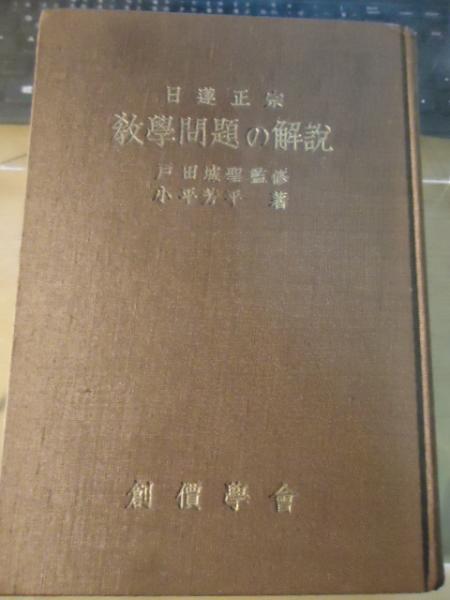 日蓮正宗
教學問題の解說
戸田城聖監修
小平芳平 著
創價學會